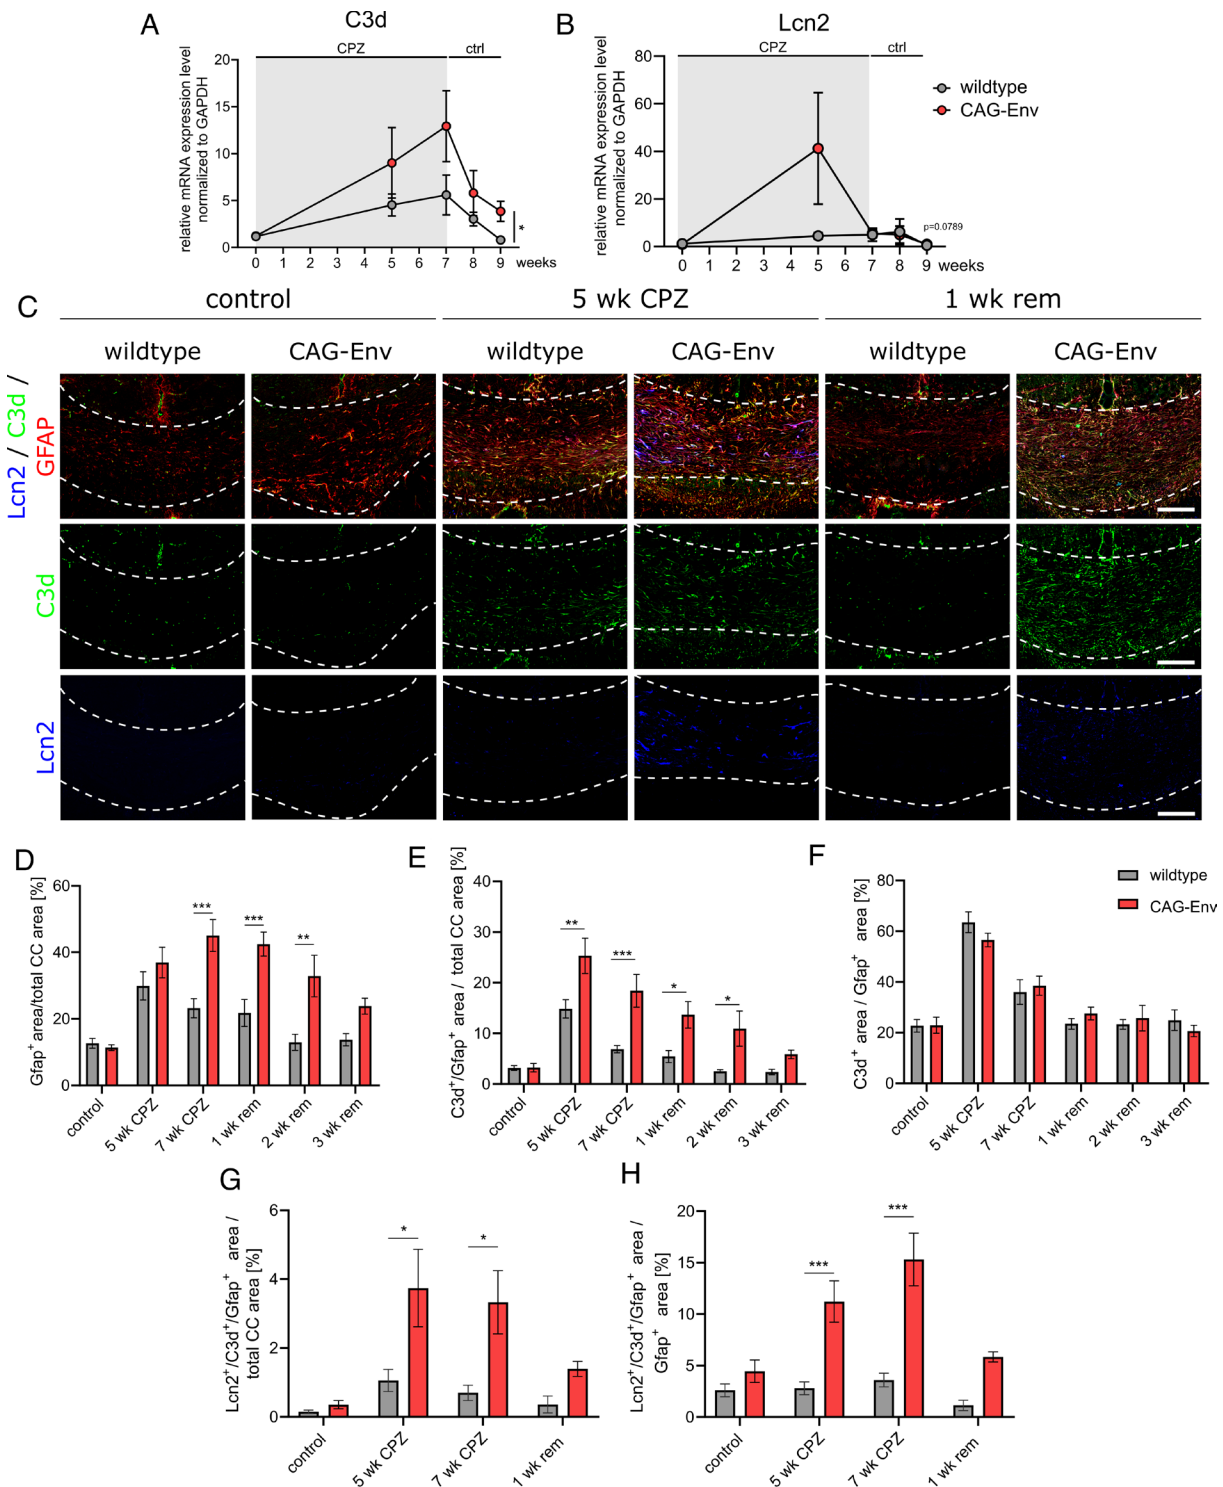 A
C3d
relative mRNA expression level
normalized to GAPDH
CPZ
ctrl
20
15
10
5
0
0 1 2 3 4 5 6 7 8 9 weeks
*
B
Lcn2
relative mRNA expression level
normalized to GAPDH
CPZ
ctrl
80
60
40
20
0
0 1 2 3 4 5 6 7 8 9 weeks
p=0.0789
wildtype
CAG-Env
C
control
5 wk CPZ
1 wk rem
wildtype
CAG-Env
wildtype
CAG-Env
wildtype
CAG-Env
Lcn2 / C3d /
GFAP
C3d
Lcn2
D
Gfap+ area/total CC area [%]
60
40
20
0
***
***
**
control
5 wk CPZ
7 wk CPZ
1 wk rem
2 wk rem
3 wk rem
E
C3d+/Gfap+ area / total CC area [%]
40
30
20
10
0
**
***
*
*
control
5 wk CPZ
7 wk CPZ
1 wk rem
2 wk rem
3 wk rem
F
C3d+ area / Gfap+ area [%]
80
60
40
20
0
control
5 wk CPZ
7 wk CPZ
1 wk rem
2 wk rem
3 wk rem
wildtype
CAG-Env
G
Lcn2+/C3d+/Gfap+ area /
total CC area [%]
6
4
2
0
*
*
control
5 wk CPZ
7 wk CPZ
1 wk rem
H
Lcn2+/C3d+/Gfap+ area /
Gfap+ area [%]
20
15
10
5
0
***
***
control
5 wk CPZ
7 wk CPZ
1 wk rem